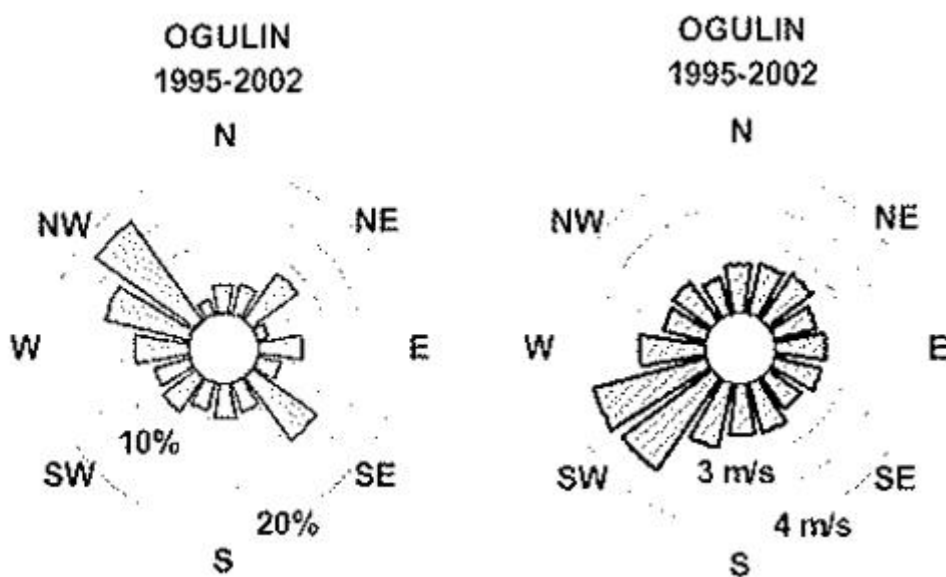 OGULIN
1995-2002
N
NW
NE
W
E
10%
SW
SE
20%
S
OGULIN
1995-2002
N
NW
NE
W
E
3 m/s
SW
SE
4 m/s
S